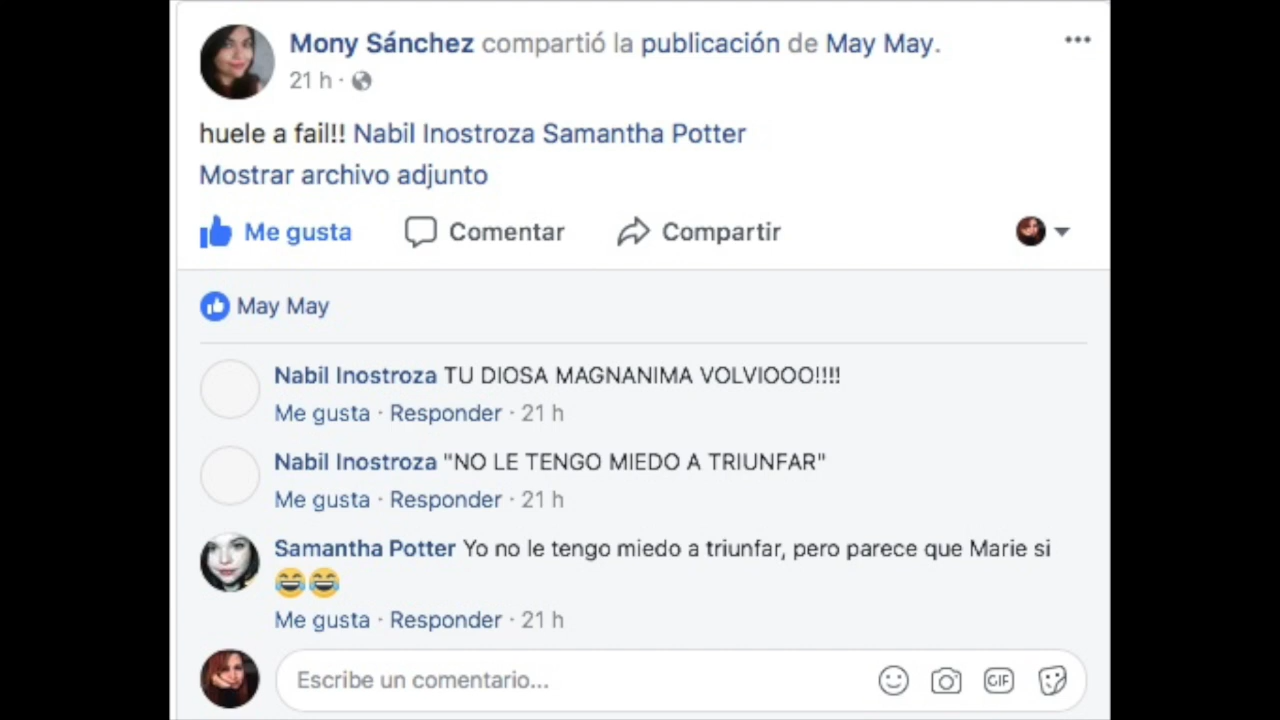 Mony Sánchez compartió la publicación de May May.
21 h ·
huele a fail!! Nabil Inostroza Samantha Potter
Mostrar archivo adjunto
Me gusta Comentar Compartir
May May
Nabil Inostroza TU DIOSA MAGNANIMA VOLVIOOO!!!!
Me gusta · Responder · 21 h
Nabil Inostroza "NO LE TENGO MIEDO A TRIUNFAR"
Me gusta · Responder · 21 h
Samantha Potter Yo no le tengo miedo a triunfar, pero parece que Marie si
😂😂
Me gusta · Responder · 21 h
Escribe un comentario... GIF